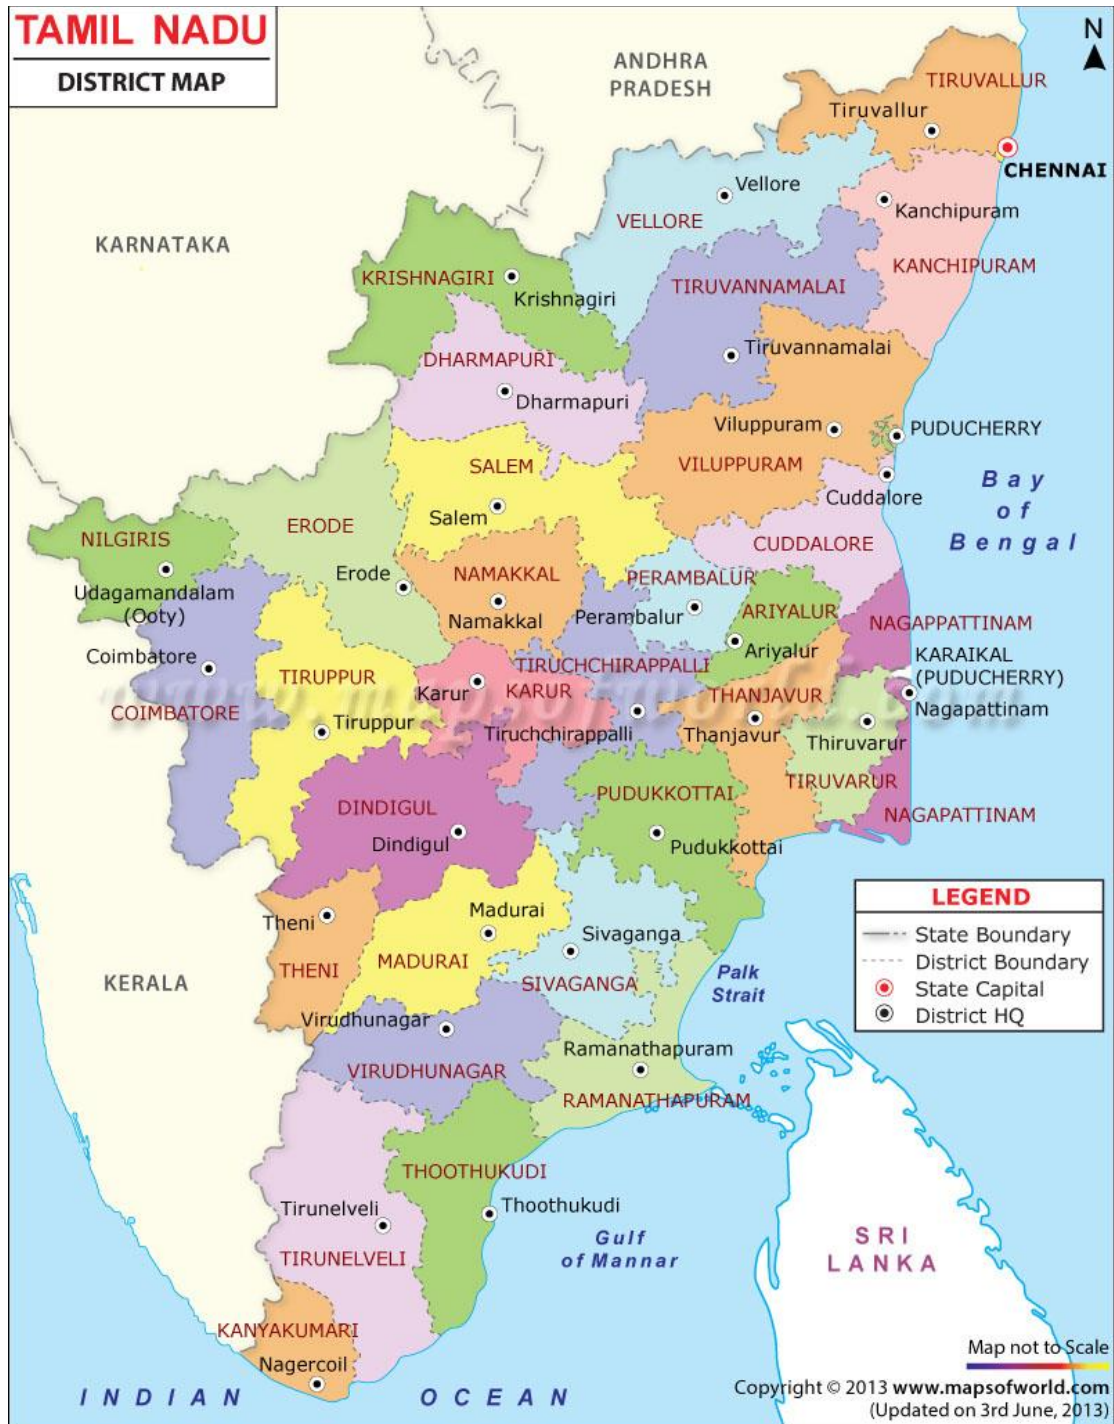 TAMIL NADU
DISTRICT MAP
N
ANDHRA
PRADESH
TIRUVALLUR
Tiruvallur
CHENNAI
Vellore
VELLORE
Kanchipuram
KANCHIPURAM
KARNATAKA
KRISHNAGIRI
Krishnagiri
TIRUVANNAMALAI
Tiruvannamalai
DHARMAPURI
Dharmapuri
Viluppuram
PUDUCHERRY
VILUPPURAM
SALEM
Salem
Cuddalore
CUDDALORE
Bay
of
Bengal
NILGIRIS
ERODE
Erode
Udagamandalam
(Ooty)
NAMAKKAL
Namakkal
PERAMBALUR
Perambalur
ARIYALUR
Ariyalur
NAGAPPATTINAM
KARAIKAL
(PUDUCHERRY)
Nagapattinam
Coimbatore
COIMBATORE
TIRUPPUR
Tiruppur
Karur
KARUR
TIRUCHCHIRAPPALLI
Tiruchchirappalli
THANJAVUR
Thanjavur
Thiruvarur
TIRUVARUR
NAGAPATTINAM
www.mapsofworld.com
DINDIGUL
Dindigul
PUDUKKOTTAI
Pudukkottai
Theni
THENI
Madurai
MADURAI
Sivaganga
SIVAGANGA
Palk
Strait
KERALA
Virudhunagar
VIRUDHUNAGAR
Ramanathapuram
RAMANATHAPURAM
THOOTHUKUDI
Thoothukudi
Tirunelveli
TIRUNELVELI
Gulf
of Mannar
SRI
LANKA
KANYAKUMARI
Nagercoil
INDIAN OCEAN
LEGEND
State Boundary
District Boundary
State Capital
District HQ
Map not to Scale
Copyright © 2013 www.mapsofworld.com
(Updated on 3rd June, 2013)